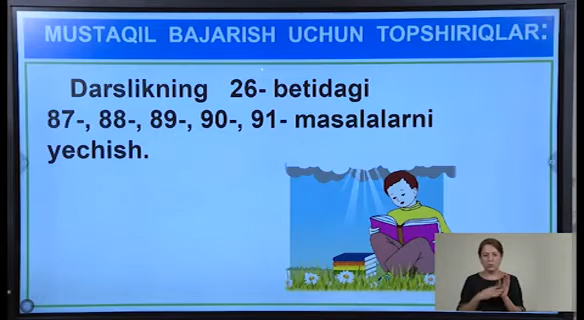 MUSTAQIL BAJARISH UCHUN TOPSHIRIQLAR:
Darslikning 26- betidagi
87-, 88-, 89-, 90-, 91- masalalarni
yechish.